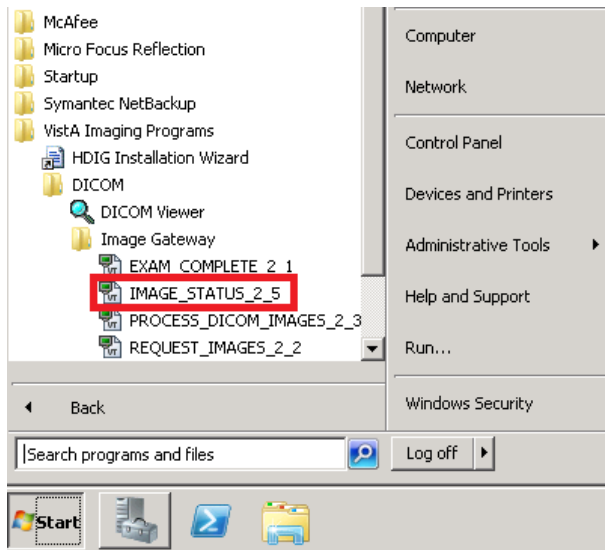 McAfee
Micro Focus Reflection
Startup
Symantec NetBackup
VistA Imaging Programs
HDIG Installation Wizard
DICOM
DICOM Viewer
Image Gateway
EXAM_COMPLETE_2_1
IMAGE_STATUS_2_5
PROCESS_DICOM_IMAGES_2_3
REQUEST_IMAGES_2_2
Back
Search programs and files
Computer
Network
Control Panel
Devices and Printers
Administrative Tools
Help and Support
Run...
Windows Security
Log off
Start